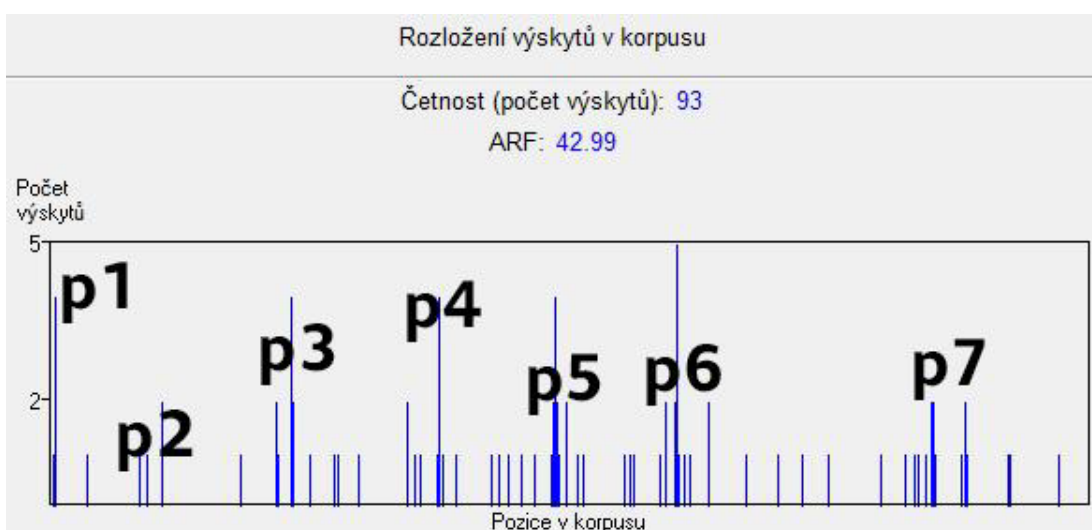 Rozložení výskytů v korpusu
Četnost (počet výskytů): 93
ARF: 42.99
Počet
výskytů
5
p1
p4
p3
p5
p6
p7
2
p2
Pozice v korpusu